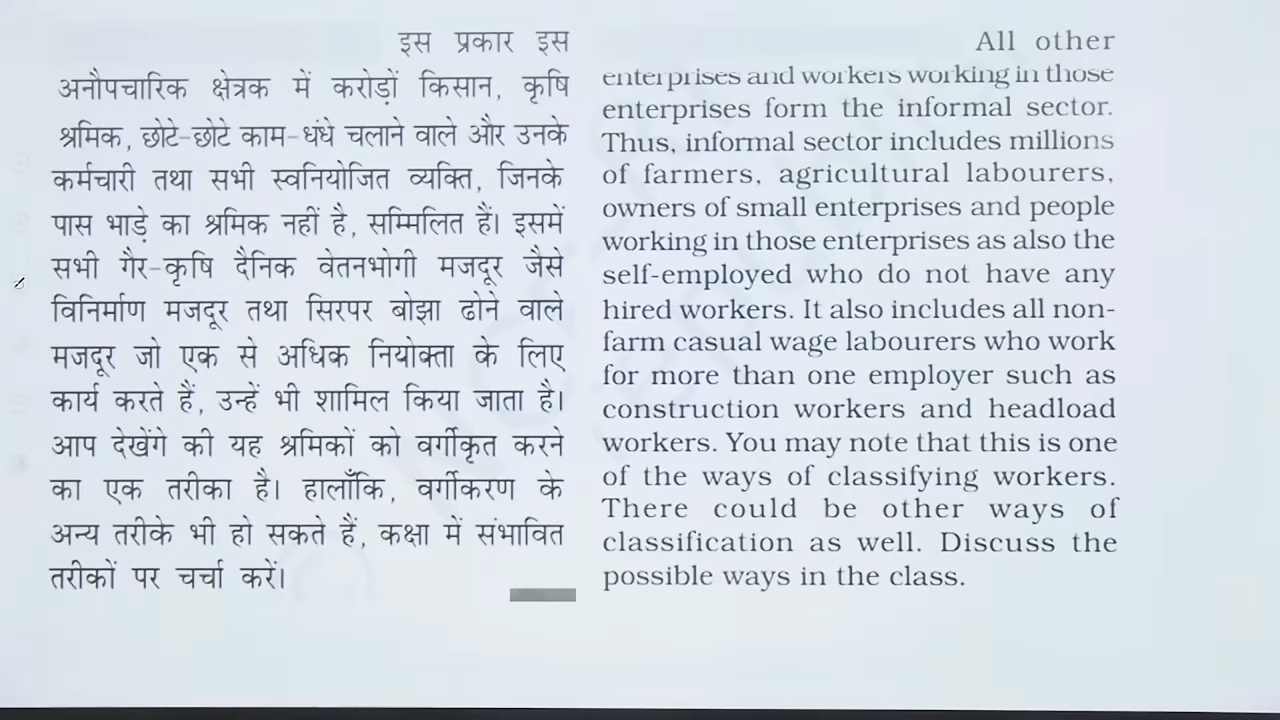 इस प्रकार इस
अनौपचारिक क्षेत्रक में करोड़ों किसान, कृषि
श्रमिक, छोटे-छोटे काम-धंधे चलाने वाले और उनके
कर्मचारी तथा सभी स्वनियोजित व्यक्ति, जिनके
पास भाड़े का श्रमिक नहीं है, सम्मिलित हैं। इसमें
सभी गैर-कृषि दैनिक वेतनभोगी मजदूर जैसे
विनिर्माण मजदूर तथा सिरपर बोझा ढोने वाले
मजदूर जो एक से अधिक नियोक्ता के लिए
कार्य करते हैं, उन्हें भी शामिल किया जाता है।
आप देखेंगे की यह श्रमिकों को वर्गीकृत करने
का एक तरीका है। हालाँकि, वर्गीकरण के
अन्य तरीके भी हो सकते हैं, कक्षा में संभावित
तरीकों पर चर्चा करें।
All other
enterprises and workers working in those
enterprises form the informal sector.
Thus, informal sector includes millions
of farmers, agricultural labourers,
owners of small enterprises and people
working in those enterprises as also the
self-employed who do not have any
hired workers. It also includes all non-
farm casual wage labourers who work
for more than one employer such as
construction workers and headload
workers. You may note that this is one
of the ways of classifying workers.
There could be other ways of
classification as well. Discuss the
possible ways in the class.